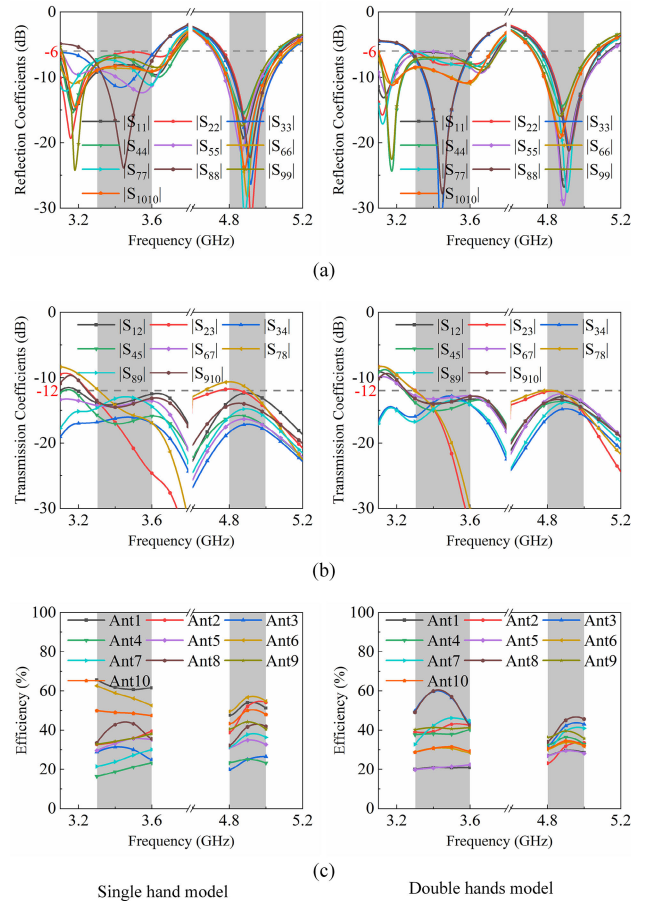 Reflection Coefficients (dB)
0
-6
-10
-20
-30
|S11| |S22| |S33|
|S44| |S55| |S66|
|S77| |S88| |S99|
|S1010|
3.2 3.6 4.8 5.2
Frequency (GHz)
Reflection Coefficients (dB)
0
-6
-10
-20
-30
|S11| |S22| |S33|
|S44| |S55| |S66|
|S77| |S88| |S99|
|S1010|
3.2 3.6 4.8 5.2
Frequency (GHz)
(a)
Transmission Coefficients (dB)
0
-10
-12
-20
-30
|S12| |S23| |S34|
|S45| |S67| |S78|
|S89| |S910|
3.2 3.6 4.8 5.2
Frequency (GHz)
Transmission Coefficients (dB)
0
-10
-12
-20
-30
|S12| |S23| |S34|
|S45| |S67| |S78|
|S89| |S910|
3.2 3.6 4.8 5.2
Frequency (GHz)
(b)
Efficiency (%)
100
80
60
40
20
0
Ant1 Ant2 Ant3
Ant4 Ant5 Ant6
Ant7 Ant8 Ant9
Ant10
3.2 3.6 4.8 5.2
Frequency (GHz)
Efficiency (%)
100
80
60
40
20
0
Ant1 Ant2 Ant3
Ant4 Ant5 Ant6
Ant7 Ant8 Ant9
Ant10
3.2 3.6 4.8 5.2
Frequency (GHz)
(c)
Single hand model
Double hands model